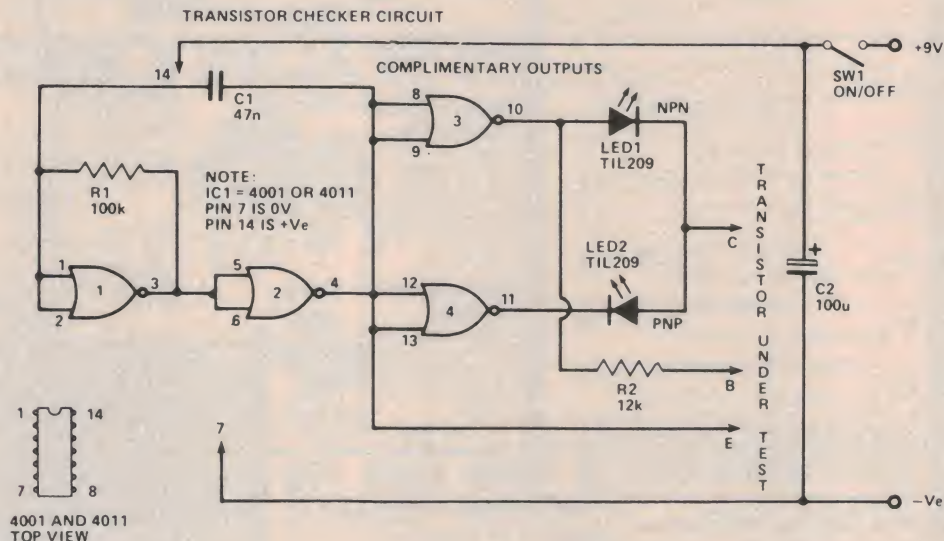 TRANSISTOR CHECKER CIRCUIT
+9V
14
SW1
ON/OFF
C1
47n
COMPLIMENTARY OUTPUTS
8
3
10
9
NPN
LED1
TIL209
R1
100k
NOTE:
IC1 = 4001 OR 4011
PIN 7 IS 0V
PIN 14 IS +Ve
C
LED2
TIL209
+
C2
100u
1
1
3
2
5
2
4
6
12
4
11
13
PNP
R2
12k
B
E
TRANSISTOR UNDER TEST
1
14
7
8
7
-Ve
4001 AND 4011
TOP VIEW